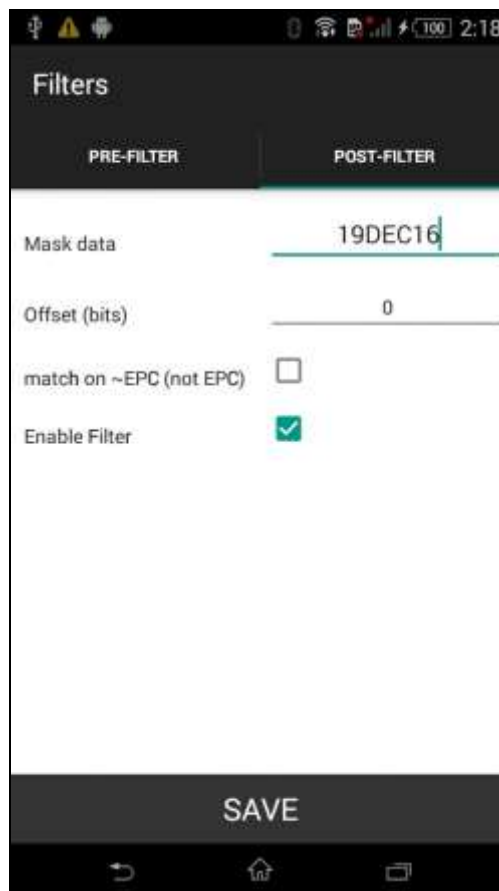 100 2:18
Filters
PRE-FILTER POST-FILTER
Mask data 19DEC16
Offset (bits) 0
match on ~EPC (not EPC)
Enable Filter
SAVE